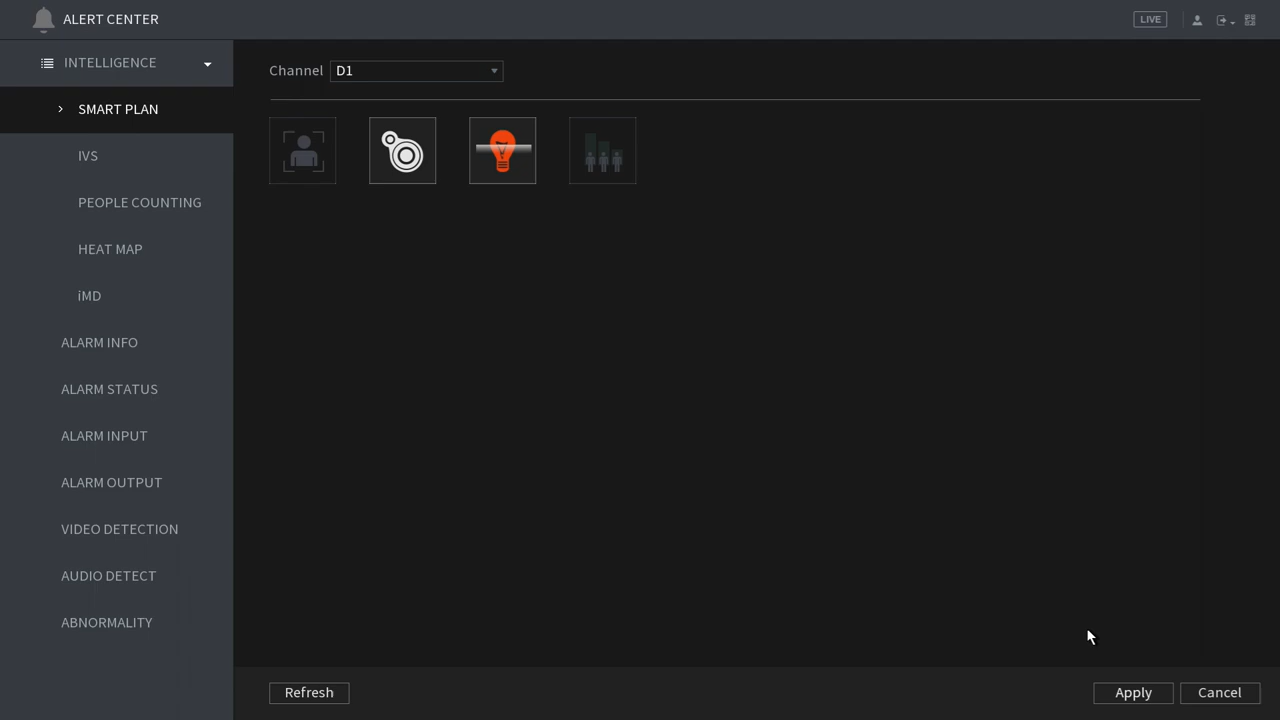 ALERT CENTER
LIVE
INTELLIGENCE
SMART PLAN
IVS
PEOPLE COUNTING
HEAT MAP
iMD
ALARM INFO
ALARM STATUS
ALARM INPUT
ALARM OUTPUT
VIDEO DETECTION
AUDIO DETECT
ABNORMALITY
Channel D1
Refresh
Apply
Cancel